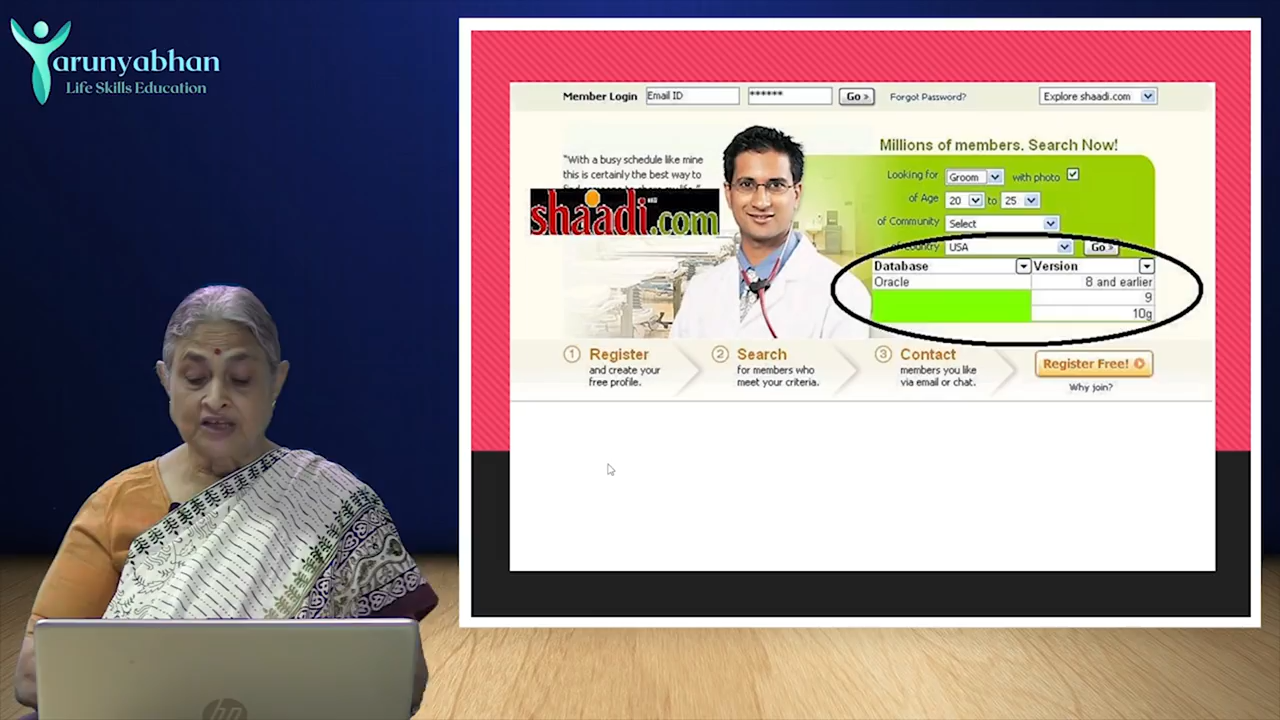 arunyabhan
Life Skills Education
Member Login Email ID ****** Go » Forgot Password? Explore shaadi.com
Millions of members. Search Now!
"With a busy schedule like mine
this is certainly the best way to
shaadi.com
Looking for Groom with photo
of Age 20 to 25
of Community Select
of Country USA Go »
Database Version
Oracle 8 and earlier
9
10g
1 Register
and create your
free profile.
2 Search
for members who
meet your criteria.
3 Contact
members you like
via email or chat.
Register Free!
Why join?
hp